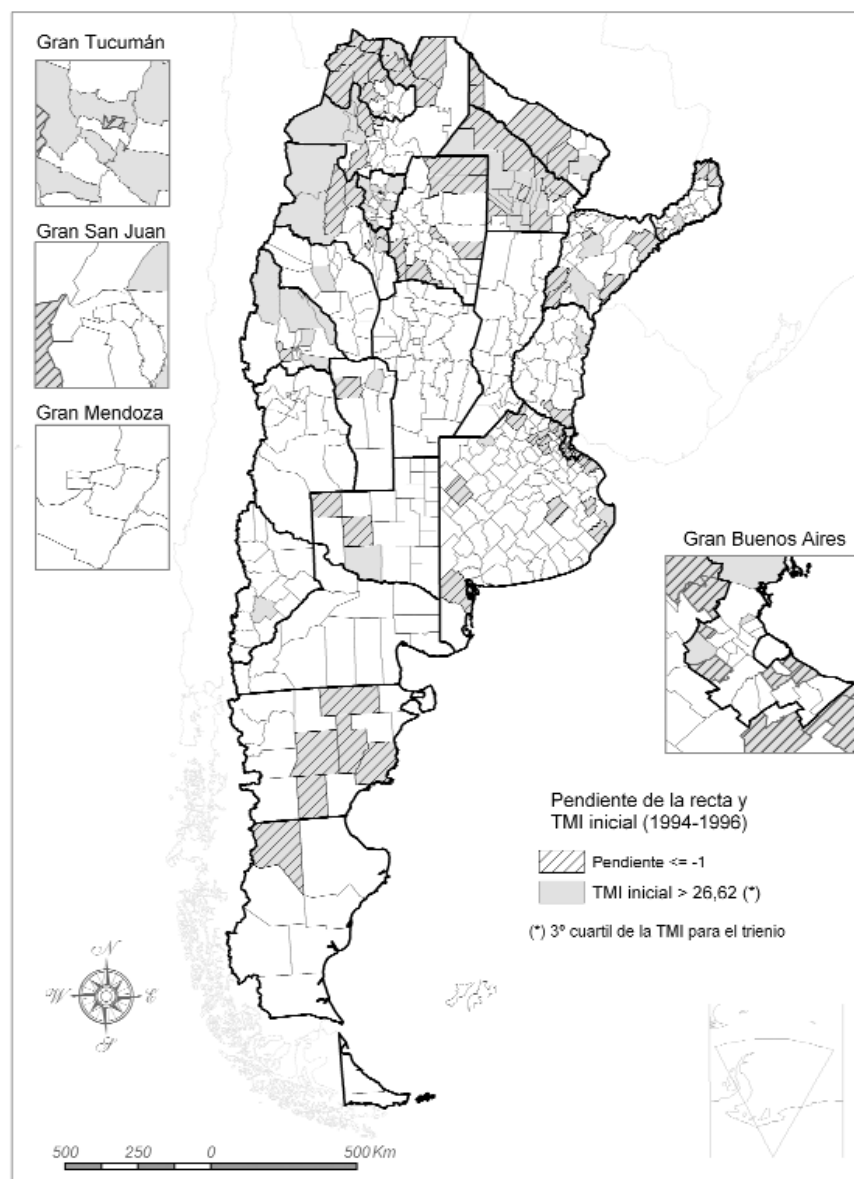 Gran Tucumán
Gran San Juan
Gran Mendoza
Gran Buenos Aires
Pendiente de la recta y
TMI inicial (1994-1996)
Pendiente <= -1
TMI inicial > 26,62 (*)
(*) 3º cuartil de la TMI para el trienio
N
W E
S
500 250 0 500 Km